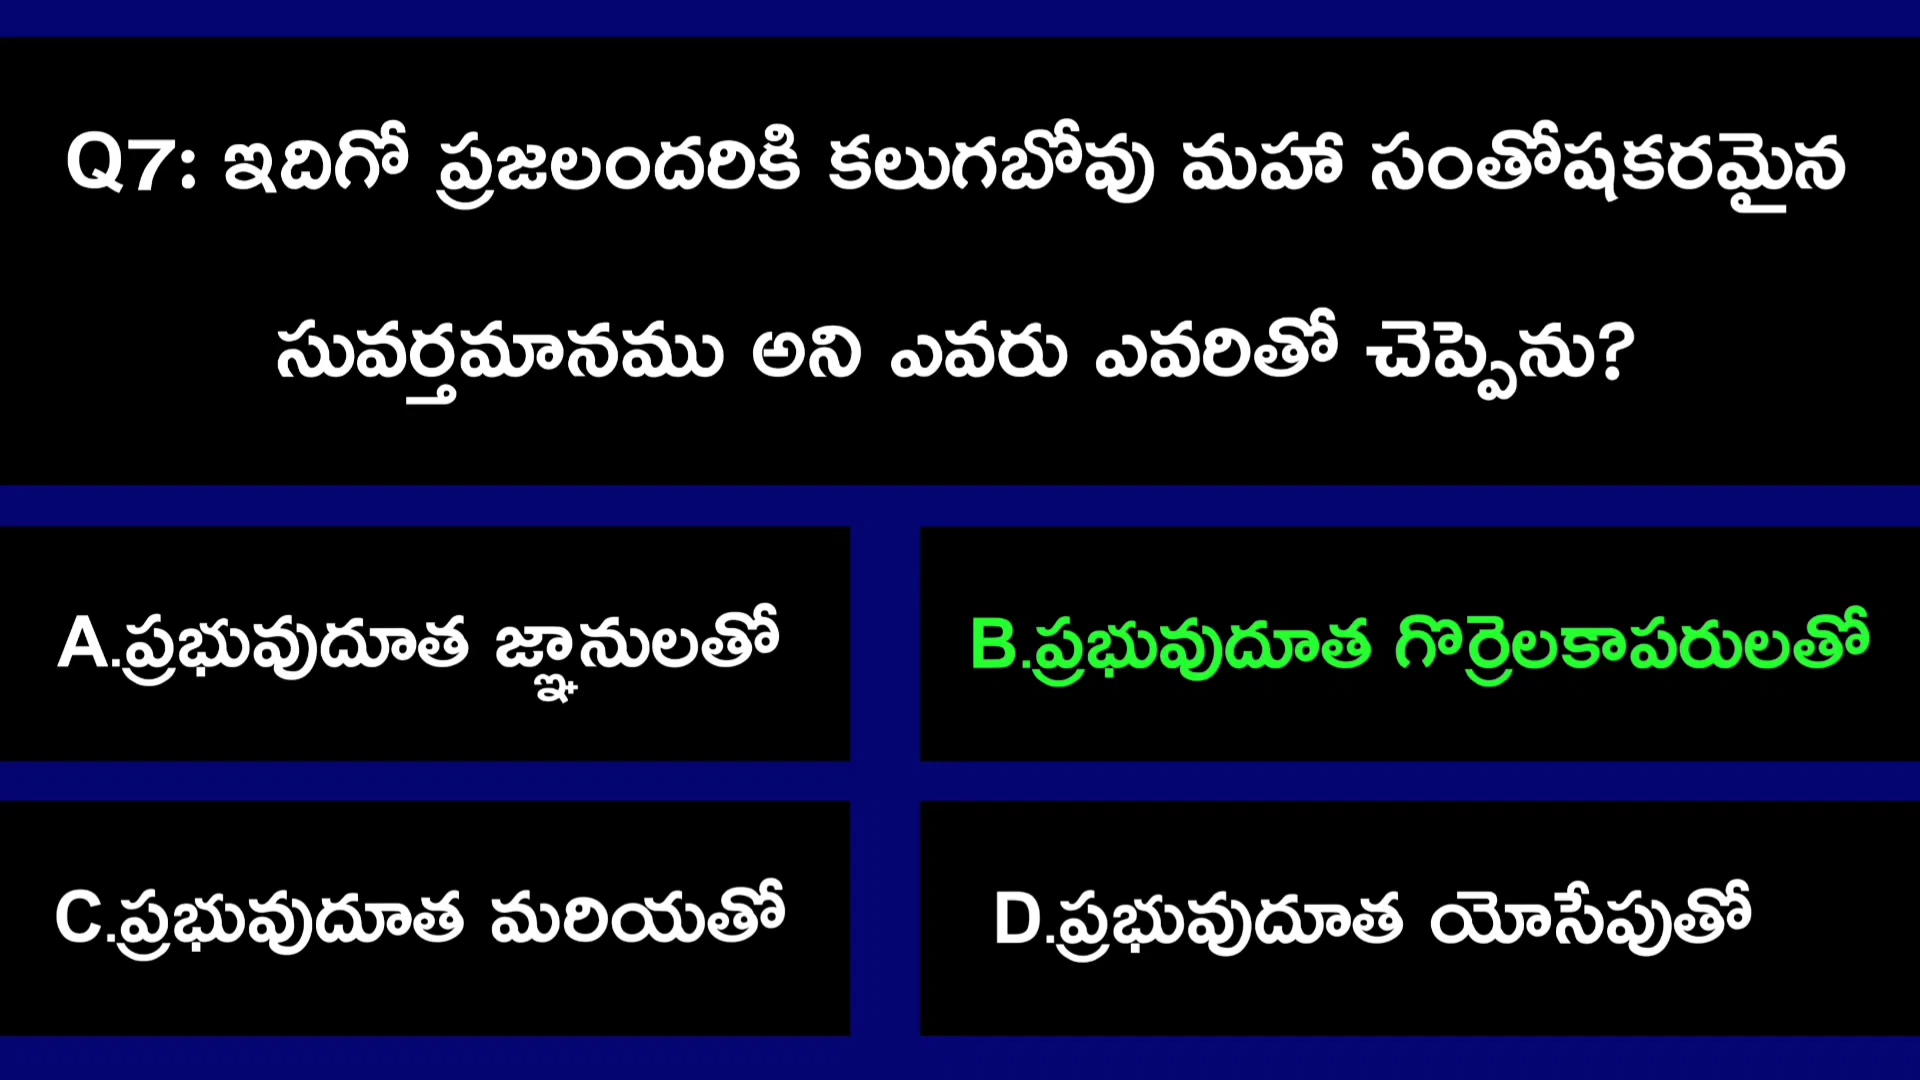 Q7: ఇదిగో ప్రజలందరికి కలుగబోవు మహా సంతోషకరమైన
సువర్తమానము అని ఎవరు ఎవరితో చెప్పెను?
A.ప్రభువుదూత జ్ఞానులతో
B.ప్రభువుదూత గొర్రెలకాపరులతో
C.ప్రభువుదూత మరియతో
D.ప్రభువుదూత యోసేపుతో